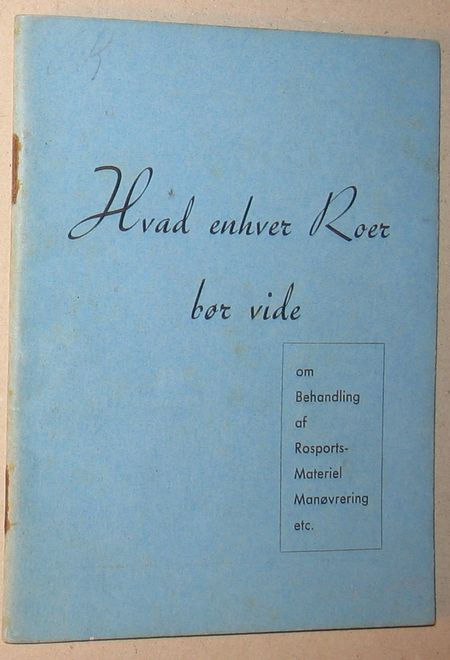 Hvad enhver Roer
bør vide
om
Behandling
af
Rosports-
Materiel
Manøvrering
etc.